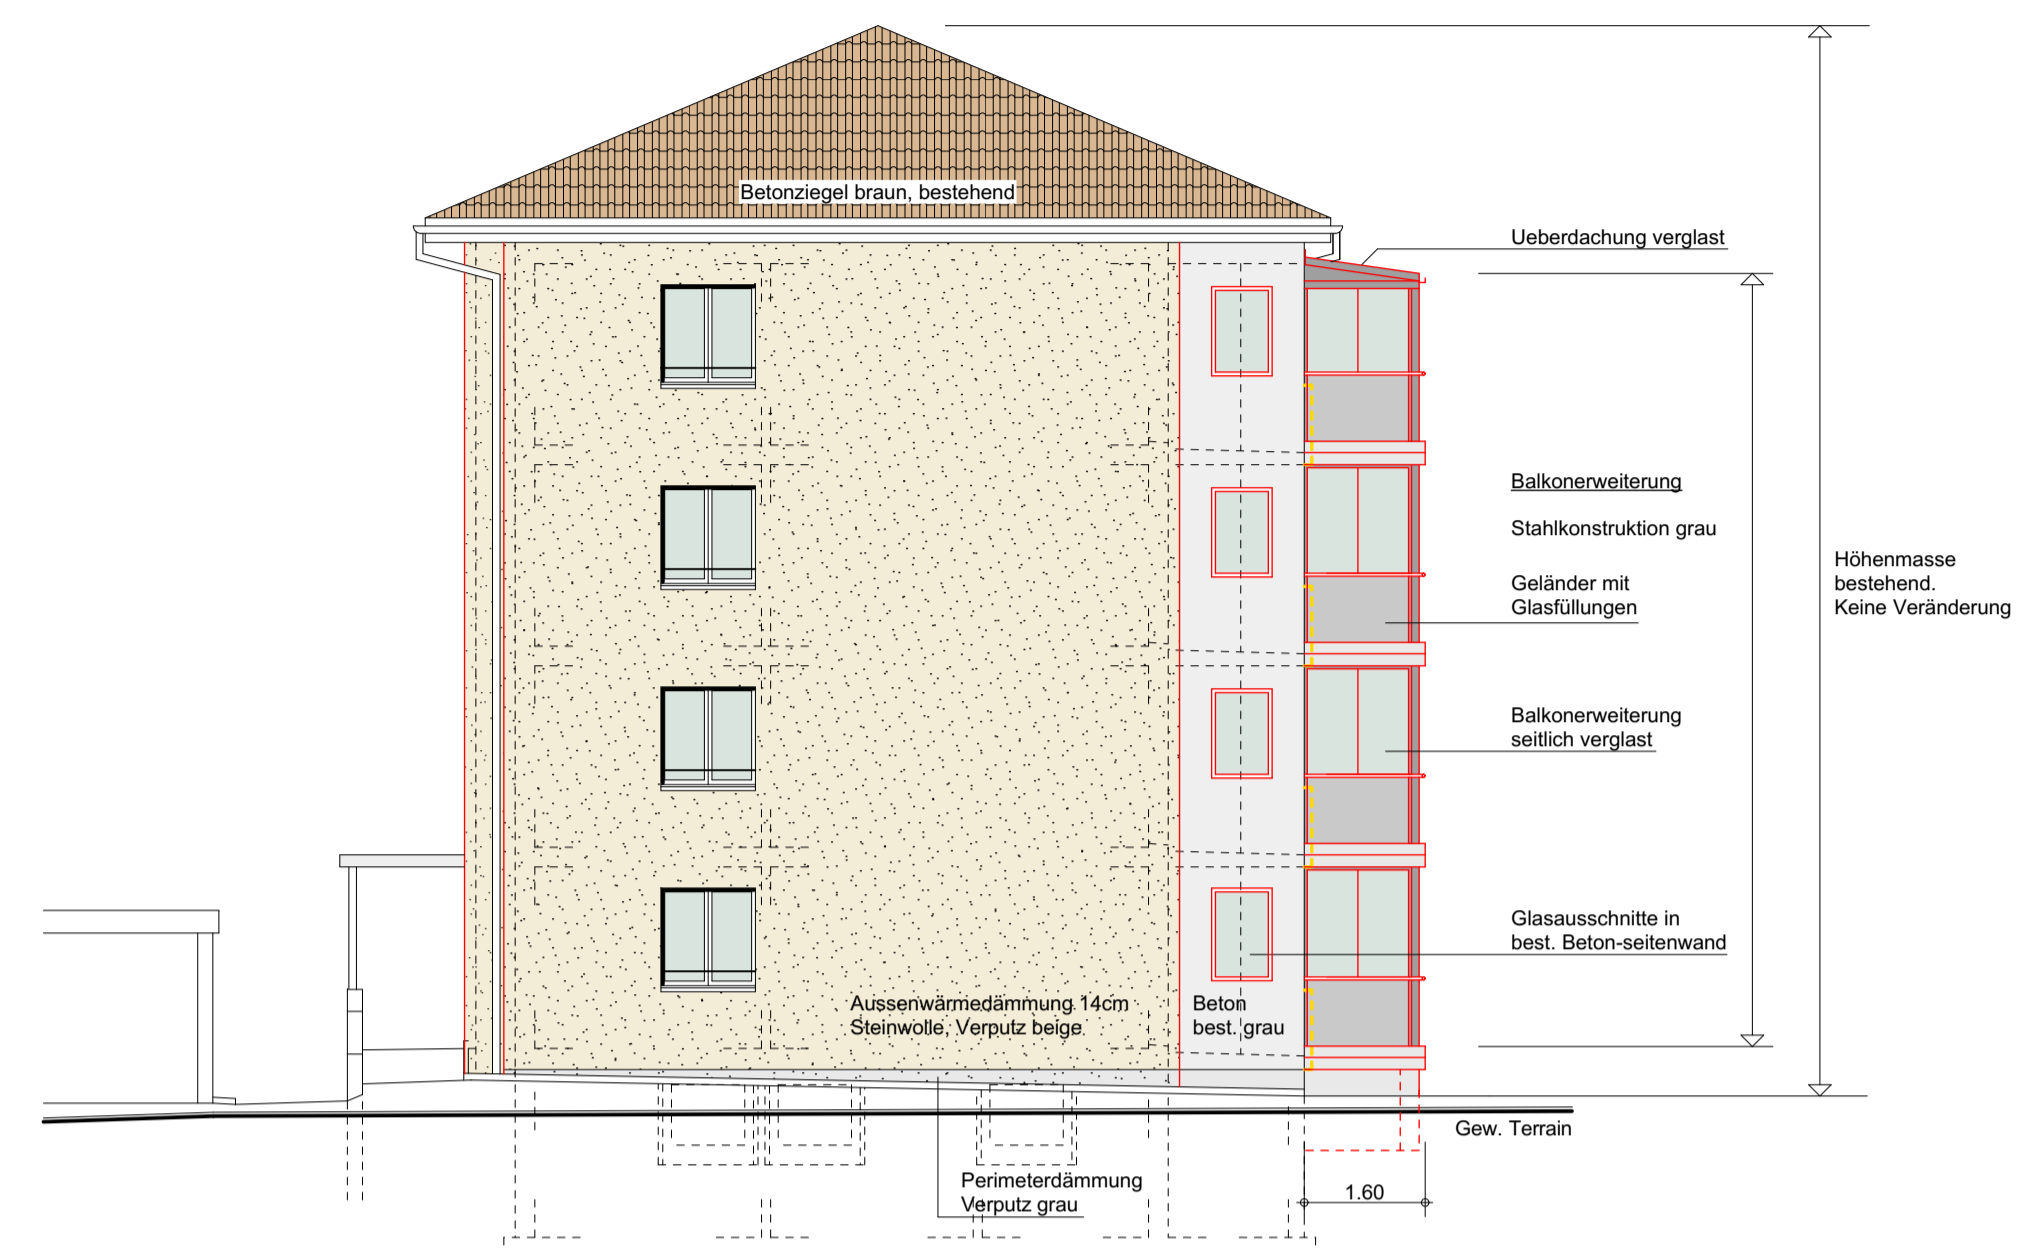 Betonziegel braun, bestehend
Ueberdachung verglast
Balkonerweiterung
Stahlkonstruktion grau
Geländer mit
Glasfüllungen
Höhenmasse
bestehend.
Keine Veränderung
Balkonerweiterung
seitlich verglast
Glasausschnitte in
best. Beton-seitenwand
Aussenwärmedämmung 14cm
Steinwolle, Verputz beige
Beton
best. grau
Gew. Terrain
Perimeterdämmung
Verputz grau
1.60